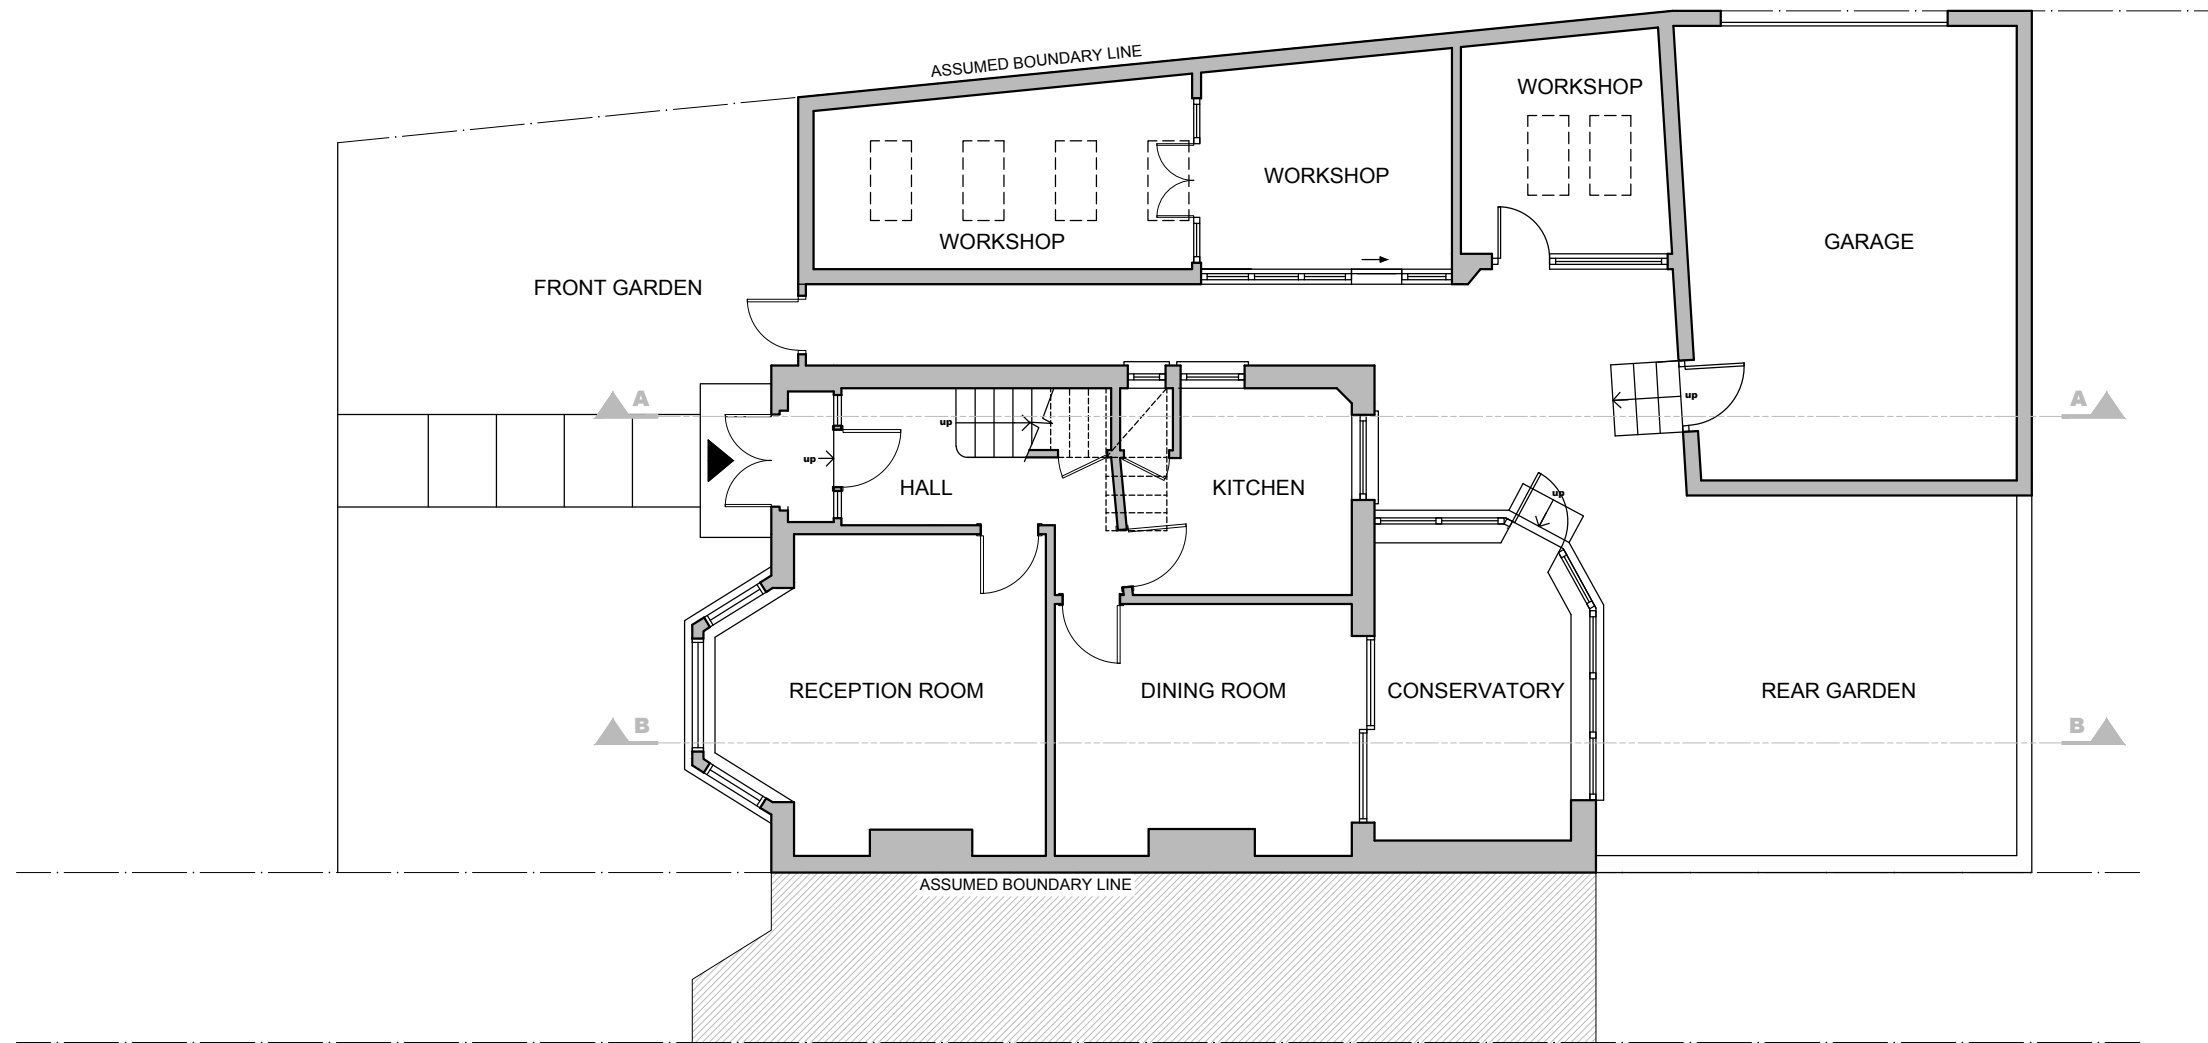 ASSUMED BOUNDARY LINE
WORKSHOP
WORKSHOP
WORKSHOP
GARAGE
FRONT GARDEN
A
A
up
up
up
HALL
KITCHEN
up
RECEPTION ROOM
DINING ROOM
CONSERVATORY
REAR GARDEN
B
B
ASSUMED BOUNDARY LINE